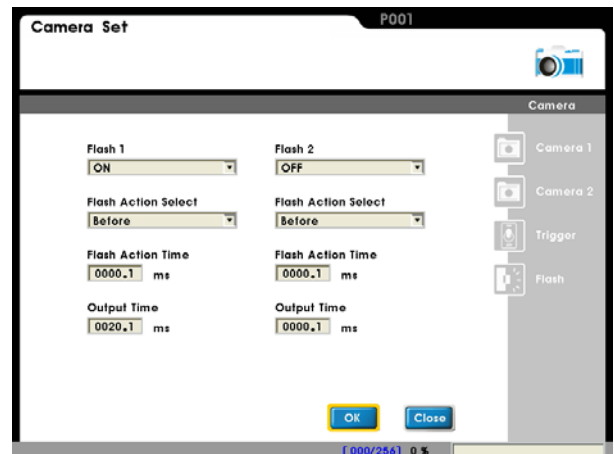 Camera Set
P001
Camera
Flash 1
ON
Flash Action Select
Before
Flash Action Time
0000.1 ms
Output Time
0020.1 ms
Flash 2
OFF
Flash Action Select
Before
Flash Action Time
0000.1 ms
Output Time
0000.1 ms
Camera 1
Camera 2
Trigger
Flash
OK
Close
[000/256] 0 %